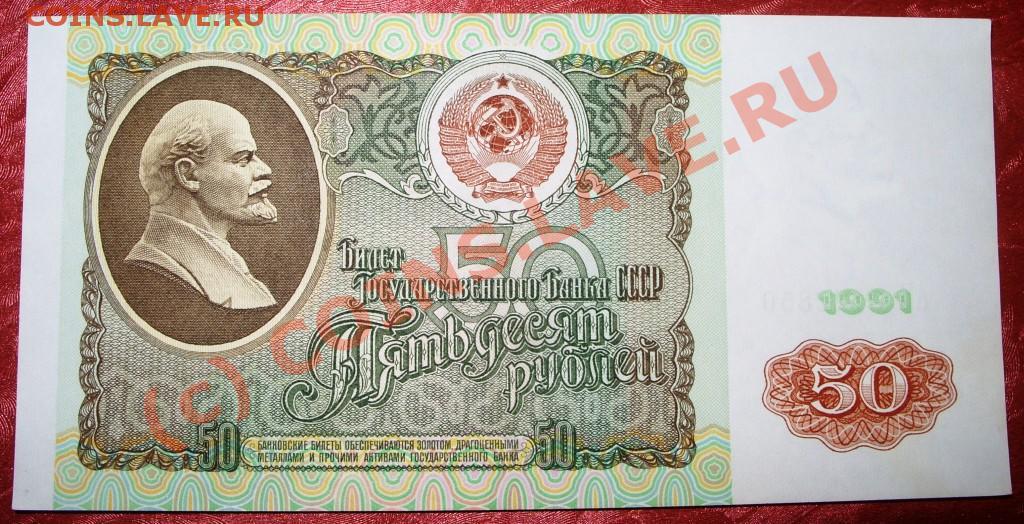 COINS.LAVE.RU
(c) COINS.LAVE.RU
50
Билет
Государственного Банка СССР
Пятьдесят
рублей
1991
50
50
БАНКОВСКИЕ БИЛЕТЫ ОБЕСПЕЧИВАЮТСЯ ЗОЛОТОМ, ДРАГОЦЕННЫМИ
МЕТАЛЛАМИ И ПРОЧИМИ АКТИВАМИ ГОСУДАРСТВЕННОГО БАНКА
50